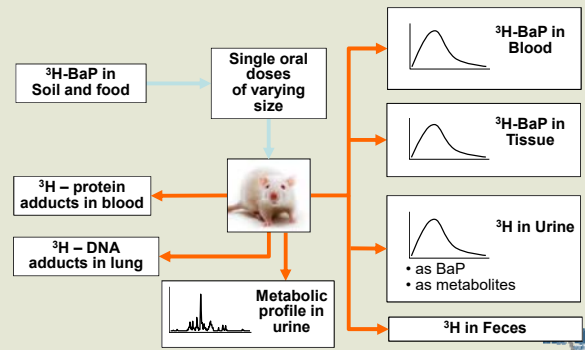 ³H-BaP in
Soil and food
Single oral
doses
of varying
size
³H-BaP in
Blood
³H-BaP in
Tissue
³H in Urine
• as BaP
• as metabolites
³H in Feces
³H – protein
adducts in blood
³H – DNA
adducts in lung
Metabolic
profile in
urine